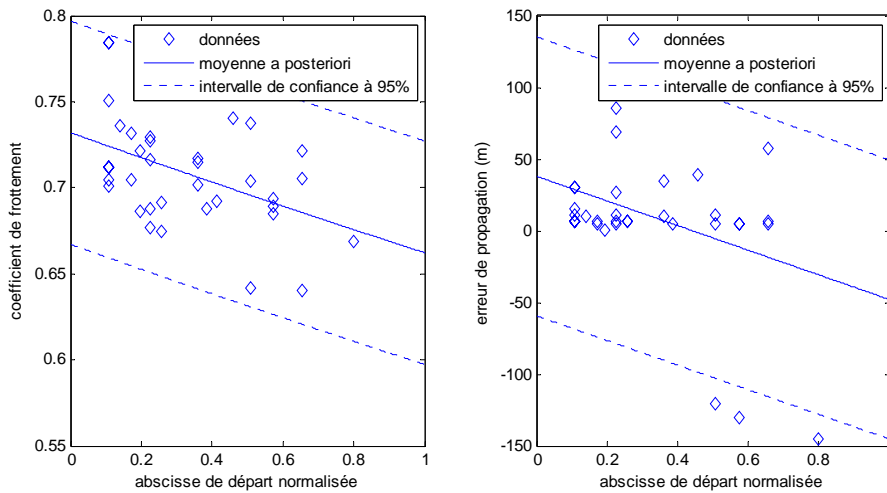 0.8
0.75
0.7
0.65
0.6
0.55
0
0.2
0.4
0.6
0.8
1
coefficient de frottement
abscisse de départ normalisée
données
moyenne a posteriori
intervalle de confiance à 95%
150
100
50
0
-50
-100
-150
0
0.2
0.4
0.6
0.8
erreur de propagation (m)
abscisse de départ normalisée
données
moyenne a posteriori
intervalle de confiance à 95%